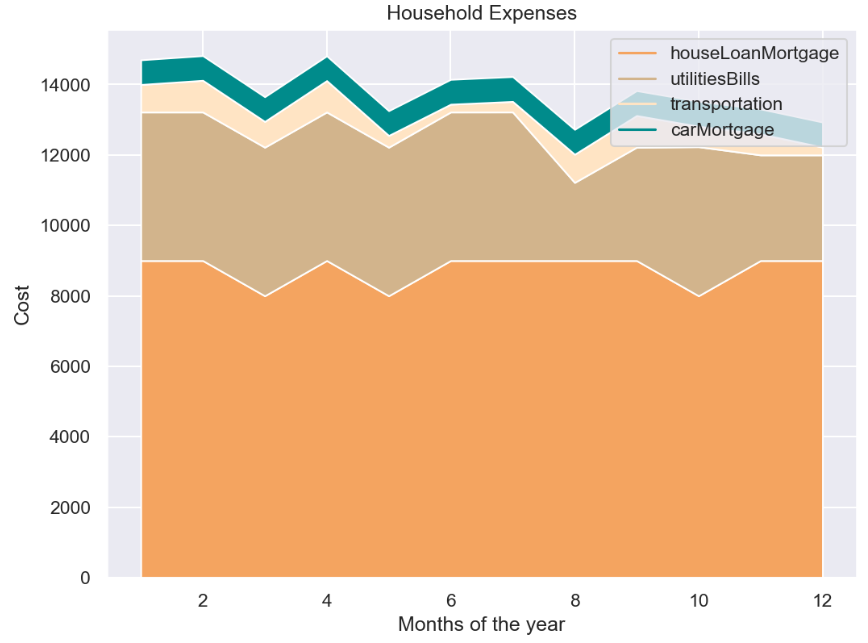 Household Expenses
houseLoanMortgage
utilitiesBills
transportation
carMortgage
14000
12000
10000
8000
6000
4000
2000
0
Cost
2 4 6 8 10 12
Months of the year